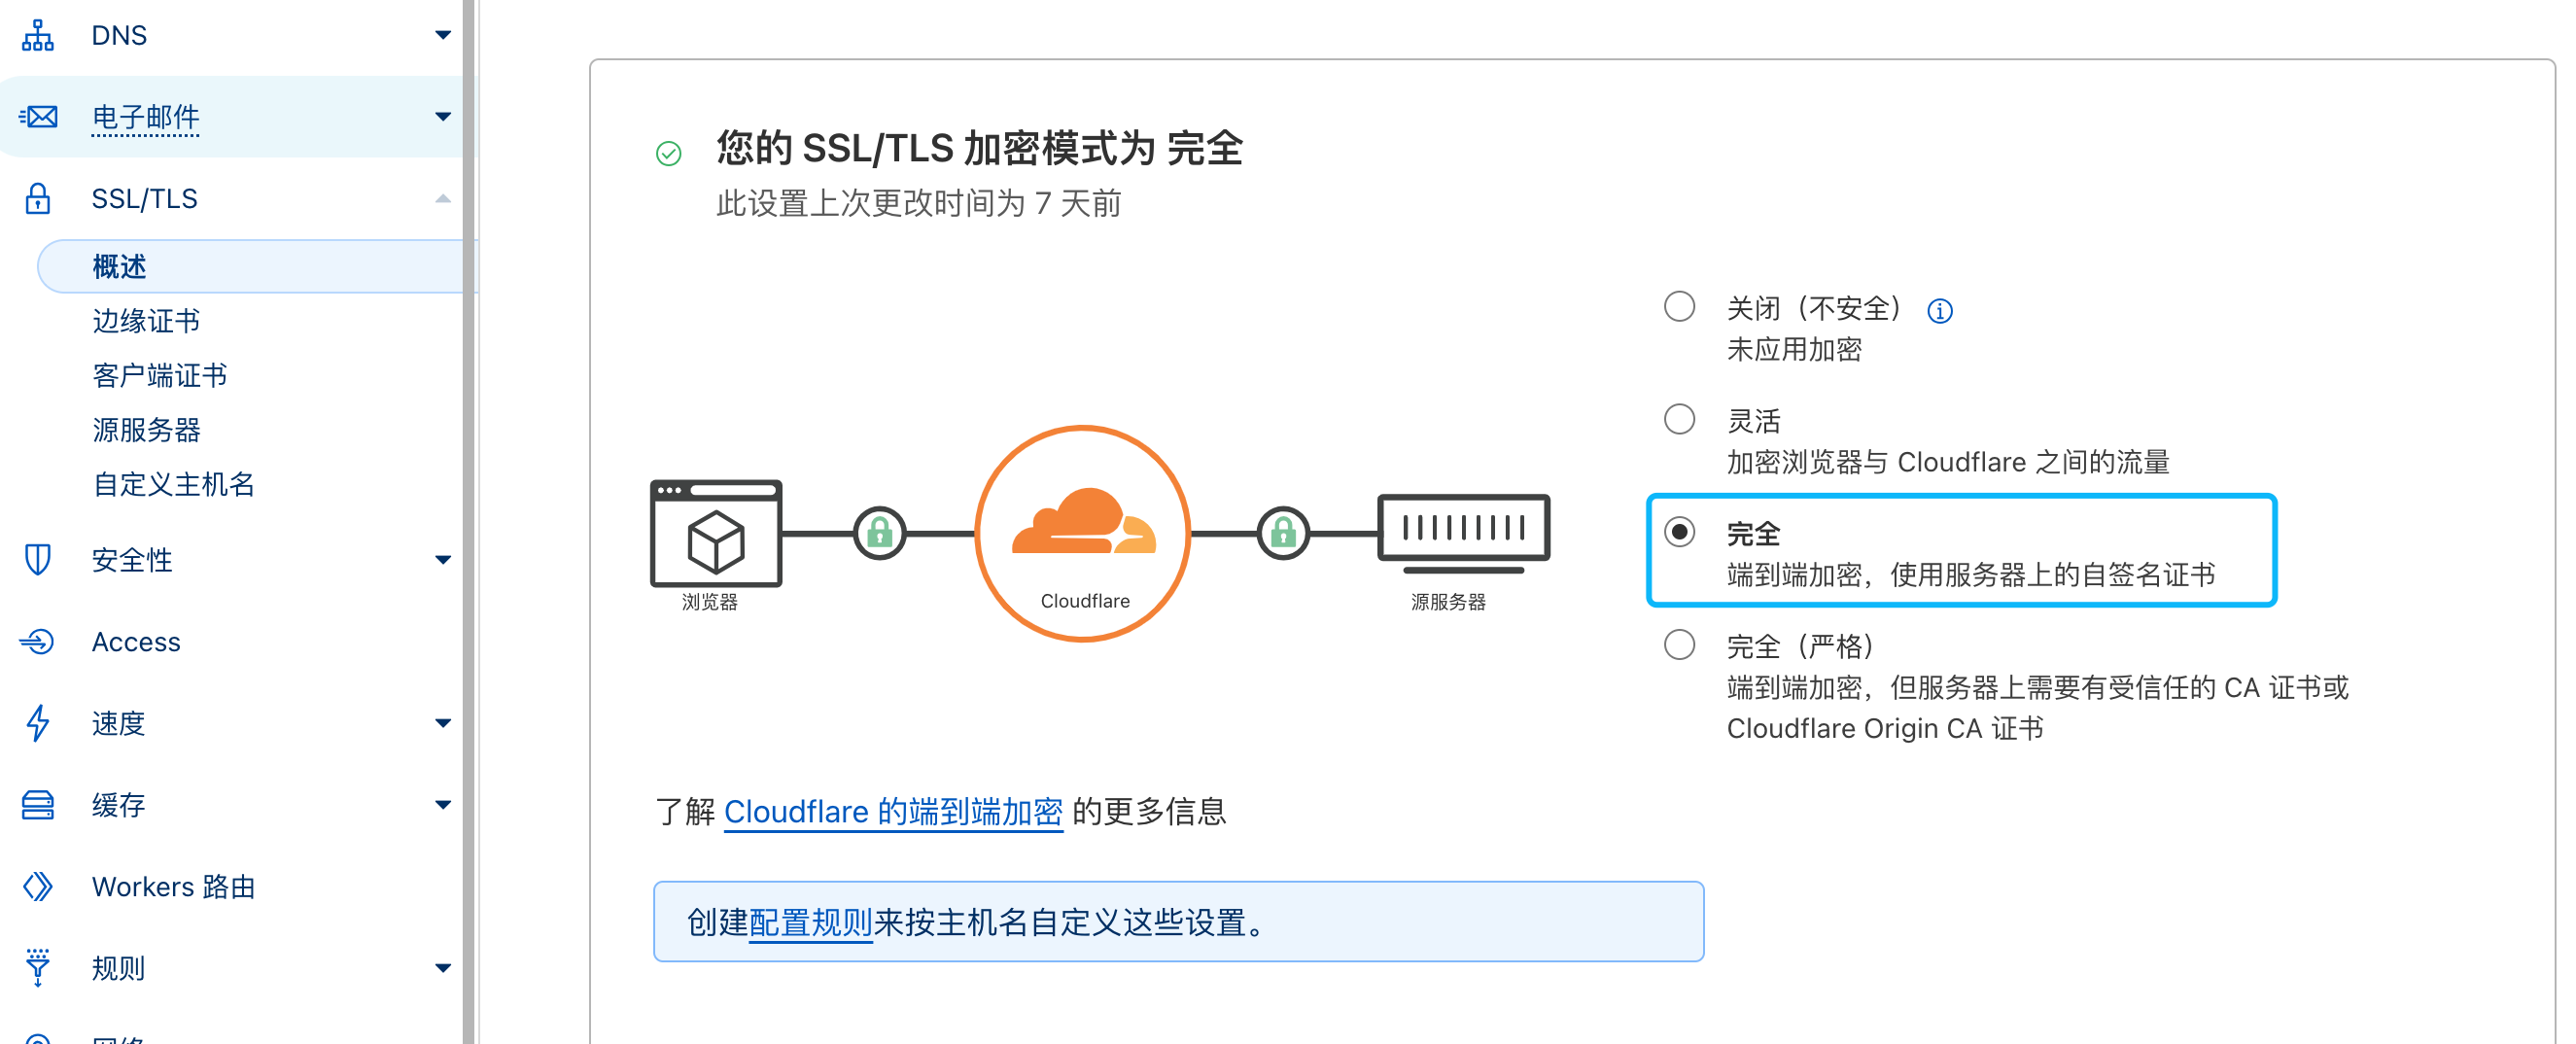 DNS
电子邮件
SSL/TLS
概述
边缘证书
客户端证书
源服务器
自定义主机名
安全性
Access
速度
缓存
Workers 路由
规则
网络
您的 SSL/TLS 加密模式为 完全
此设置上次更改时间为 7 天前
浏览器
Cloudflare
源服务器
关闭（不安全）
未应用加密
灵活
加密浏览器与 Cloudflare 之间的流量
完全
端到端加密，使用服务器上的自签名证书
完全（严格）
端到端加密，但服务器上需要有受信任的 CA 证书或
Cloudflare Origin CA 证书
了解 Cloudflare 的端到端加密 的更多信息
创建配置规则来按主机名自定义这些设置。